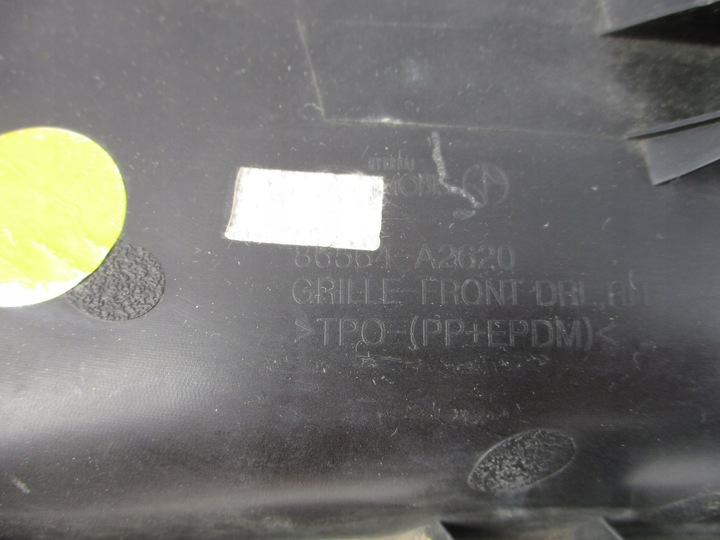 86564-A2620
GRILLE-FRONT DRL,RH
>TPO-(PP+EPDM)<